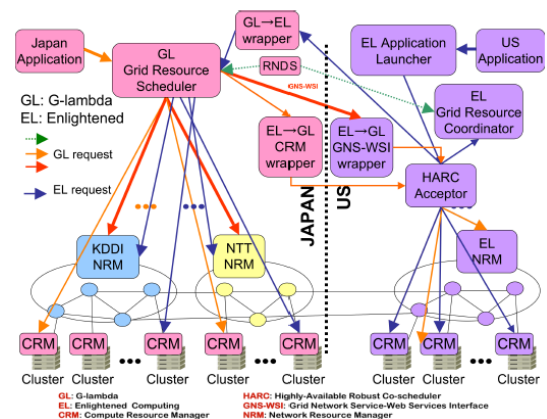 GL→EL
wrapper
Japan
Application
GL
Grid Resource
Scheduler
RNDS
EL Application
Launcher
US
Application
GNS-WSI
EL
Grid Resource
Coordinator
GL: G-lambda
EL: Enlightened
GL request
EL request
EL→GL
CRM
wrapper
EL→GL
GNS-WSI
wrapper
HARC
Acceptor
JAPAN
US
KDDI
NRM
NTT
NRM
EL
NRM
CRM
CRM
CRM
CRM
CRM
CRM
CRM
CRM
Cluster
Cluster
Cluster
Cluster
Cluster
Cluster
Cluster
Cluster
GL: G-lambda
EL: Enlightened Computing
CRM: Compute Resource Manager
HARC: Highly-Available Robust Co-scheduler
GNS-WSI: Grid Network Service-Web Services Interface
NRM: Network Resource Manager